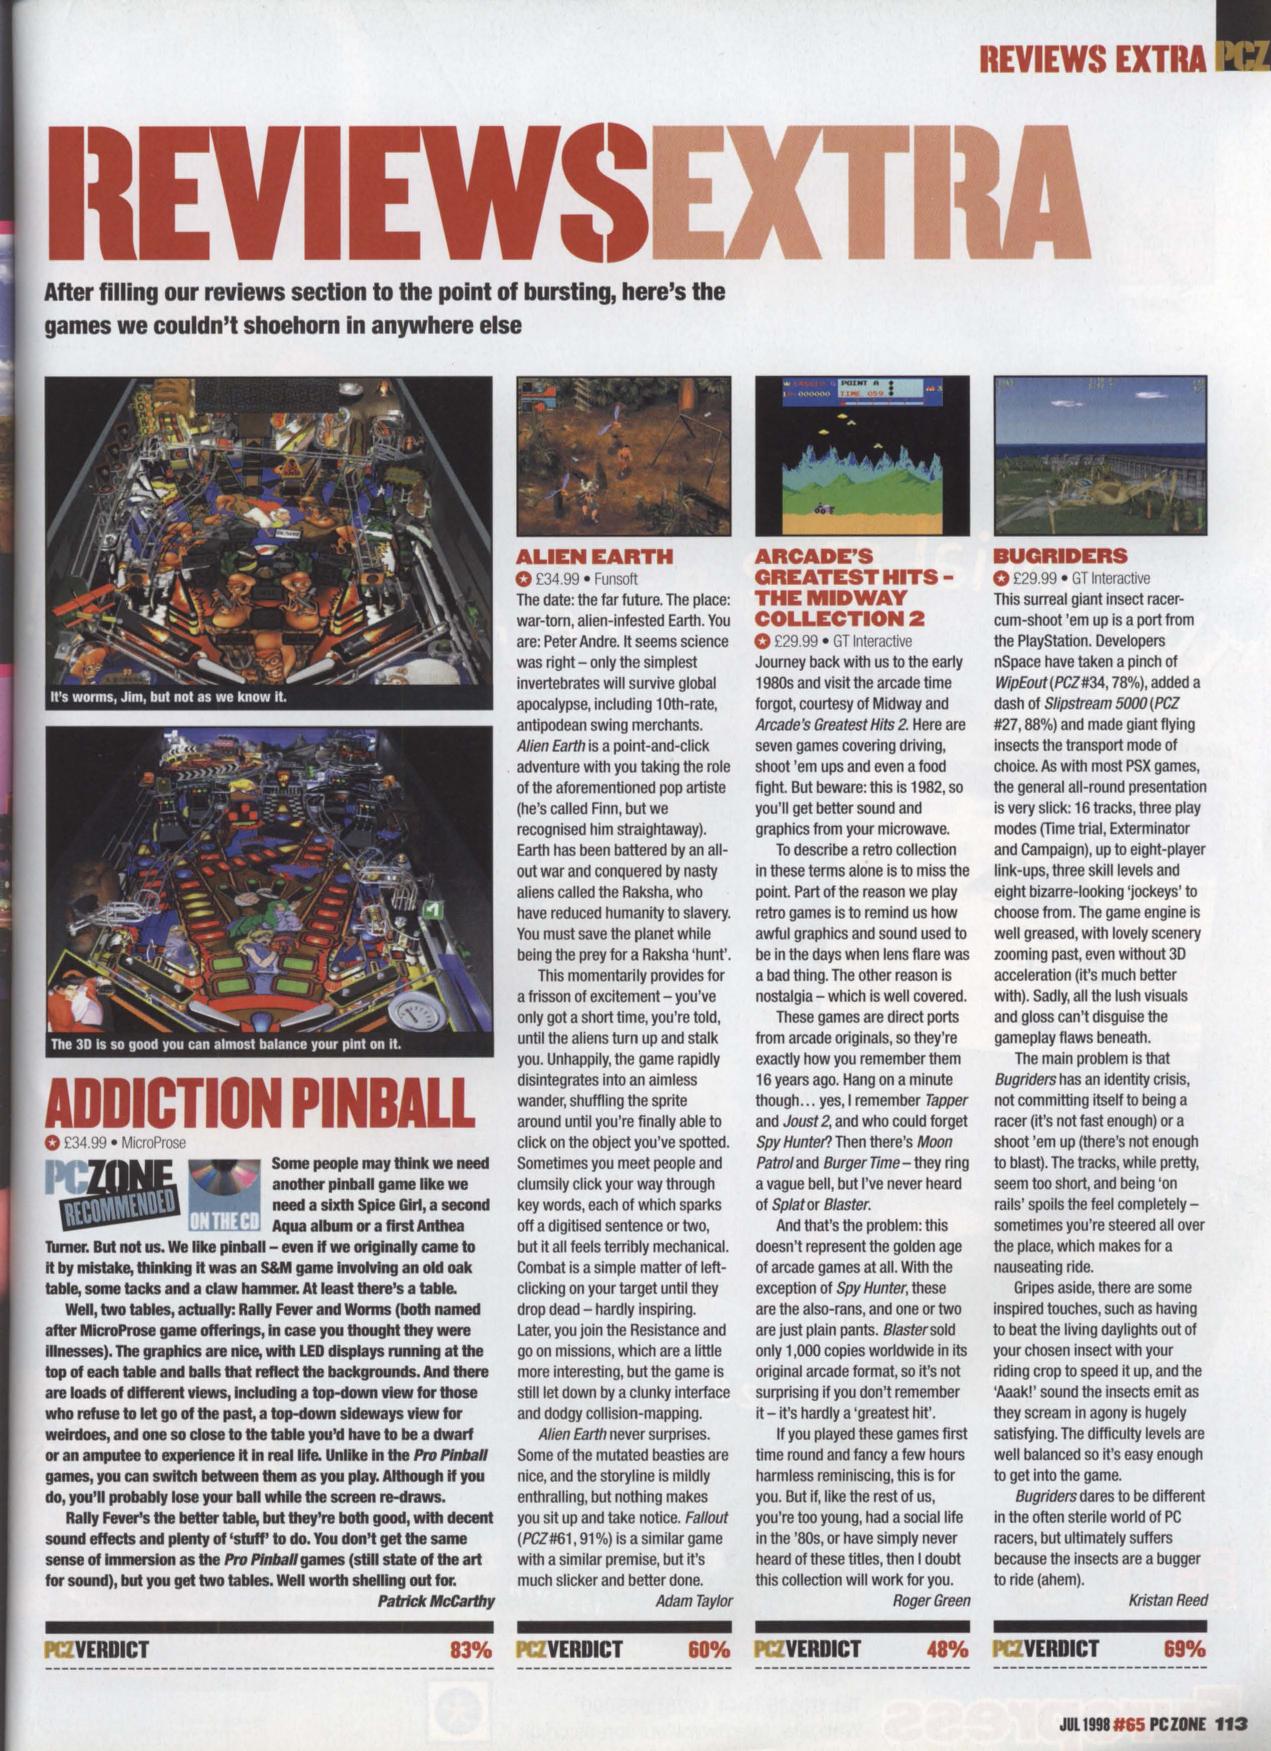 REVIEWS EXTRA PCZ
REVIEWSEXTRA
After filling our reviews section to the point of bursting, here's the
games we couldn't shoehorn in anywhere else
It's worms, Jim, but not as we know it.
The 3D is so good you can almost balance your pint on it.
ADDICTION PINBALL
£34.99 • MicroProse
PCZONE
RECOMMENDED
ON THE CD
Some people may think we need
another pinball game like we
need a sixth Spice Girl, a second
Aqua album or a first Anthea
Turner. But not us. We like pinball – even if we originally came to
it by mistake, thinking it was an S&M game involving an old oak
table, some tacks and a claw hammer. At least there's a table.
Well, two tables, actually: Rally Fever and Worms (both named
after MicroProse game offerings, in case you thought they were
illnesses). The graphics are nice, with LED displays running at the
top of each table and balls that reflect the backgrounds. And there
are loads of different views, including a top-down view for those
who refuse to let go of the past, a top-down sideways view for
weirdoes, and one so close to the table you'd have to be a dwarf
or an amputee to experience it in real life. Unlike in the Pro Pinball
games, you can switch between them as you play. Although if you
do, you'll probably lose your ball while the screen re-draws.
Rally Fever's the better table, but they're both good, with decent
sound effects and plenty of 'stuff' to do. You don't get the same
sense of immersion as the Pro Pinball games (still state of the art
for sound), but you get two tables. Well worth shelling out for.
Patrick McCarthy
PCZVERDICT 83%
ALIEN EARTH
£34.99 • Funsoft
The date: the far future. The place:
war-torn, alien-infested Earth. You
are: Peter Andre. It seems science
was right – only the simplest
invertebrates will survive global
apocalypse, including 10th-rate,
antipodean swing merchants.
Alien Earth is a point-and-click
adventure with you taking the role
of the aforementioned pop artiste
(he's called Finn, but we
recognised him straightaway).
Earth has been battered by an all-
out war and conquered by nasty
aliens called the Raksha, who
have reduced humanity to slavery.
You must save the planet while
being the prey for a Raksha 'hunt'.
This momentarily provides for
a frisson of excitement – you've
only got a short time, you're told,
until the aliens turn up and stalk
you. Unhappily, the game rapidly
disintegrates into an aimless
wander, shuffling the sprite
around until you're finally able to
click on the object you've spotted.
Sometimes you meet people and
clumsily click your way through
key words, each of which sparks
off a digitised sentence or two,
but it all feels terribly mechanical.
Combat is a simple matter of left-
clicking on your target until they
drop dead – hardly inspiring.
Later, you join the Resistance and
go on missions, which are a little
more interesting, but the game is
still let down by a clunky interface
and dodgy collision-mapping.
Alien Earth never surprises.
Some of the mutated beasties are
nice, and the storyline is mildly
enthralling, but nothing makes
you sit up and take notice. Fallout
(PCZ #61, 91%) is a similar game
with a similar premise, but it's
much slicker and better done.
Adam Taylor
PCZVERDICT 60%
POINT A
000000 TIME 059
ARCADE'S
GREATEST HITS –
THE MIDWAY
COLLECTION 2
£29.99 • GT Interactive
Journey back with us to the early
1980s and visit the arcade time
forgot, courtesy of Midway and
Arcade's Greatest Hits 2. Here are
seven games covering driving,
shoot 'em ups and even a food
fight. But beware: this is 1982, so
you'll get better sound and
graphics from your microwave.
To describe a retro collection
in these terms alone is to miss the
point. Part of the reason we play
retro games is to remind us how
awful graphics and sound used to
be in the days when lens flare was
a bad thing. The other reason is
nostalgia – which is well covered.
These games are direct ports
from arcade originals, so they're
exactly how you remember them
16 years ago. Hang on a minute
though... yes, I remember Tapper
and Joust 2, and who could forget
Spy Hunter? Then there's Moon
Patrol and Burger Time – they ring
a vague bell, but I've never heard
of Splat or Blaster.
And that's the problem: this
doesn't represent the golden age
of arcade games at all. With the
exception of Spy Hunter, these
are the also-rans, and one or two
are just plain pants. Blaster sold
only 1,000 copies worldwide in its
original arcade format, so it's not
surprising if you don't remember
it – it's hardly a 'greatest hit'.
If you played these games first
time round and fancy a few hours
harmless reminiscing, this is for
you. But if, like the rest of us,
you're too young, had a social life
in the '80s, or have simply never
heard of these titles, then I doubt
this collection will work for you.
Roger Green
PCZVERDICT 48%
BUGRIDERS
£29.99 • GT Interactive
This surreal giant insect racer-
cum-shoot 'em up is a port from
the PlayStation. Developers
nSpace have taken a pinch of
WipEout (PCZ #34, 78%), added a
dash of Slipstream 5000 (PCZ
#27, 88%) and made giant flying
insects the transport mode of
choice. As with most PSX games,
the general all-round presentation
is very slick: 16 tracks, three play
modes (Time trial, Exterminator
and Campaign), up to eight-player
link-ups, three skill levels and
eight bizarre-looking 'jockeys' to
choose from. The game engine is
well greased, with lovely scenery
zooming past, even without 3D
acceleration (it's much better
with). Sadly, all the lush visuals
and gloss can't disguise the
gameplay flaws beneath.
The main problem is that
Bugriders has an identity crisis,
not committing itself to being a
racer (it's not fast enough) or a
shoot 'em up (there's not enough
to blast). The tracks, while pretty,
seem too short, and being 'on
rails' spoils the feel completely –
sometimes you're steered all over
the place, which makes for a
nauseating ride.
Gripes aside, there are some
inspired touches, such as having
to beat the living daylights out of
your chosen insect with your
riding crop to speed it up, and the
'Aaak!' sound the insects emit as
they scream in agony is hugely
satisfying. The difficulty levels are
well balanced so it's easy enough
to get into the game.
Bugriders dares to be different
in the often sterile world of PC
racers, but ultimately suffers
because the insects are a bugger
to ride (ahem).
Kristan Reed
PCZVERDICT 69%
JUL 1998 #65 PC ZONE 113